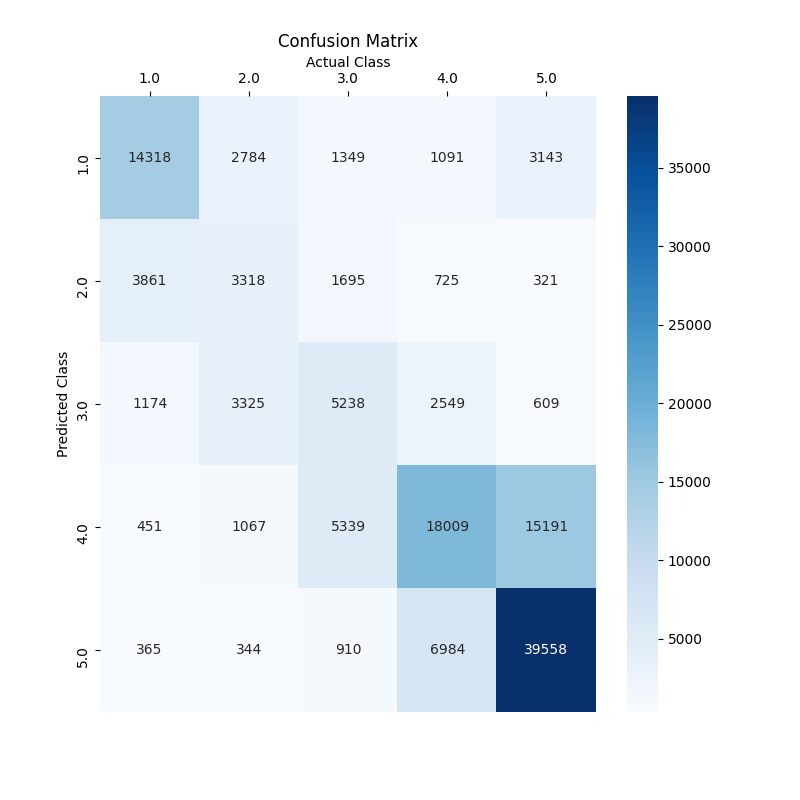 Confusion Matrix
Actual Class
1.0 2.0 3.0 4.0 5.0
Predicted Class
1.0 14318 2784 1349 1091 3143
2.0 3861 3318 1695 725 321
3.0 1174 3325 5238 2549 609
4.0 451 1067 5339 18009 15191
5.0 365 344 910 6984 39558
35000
30000
25000
20000
15000
10000
5000